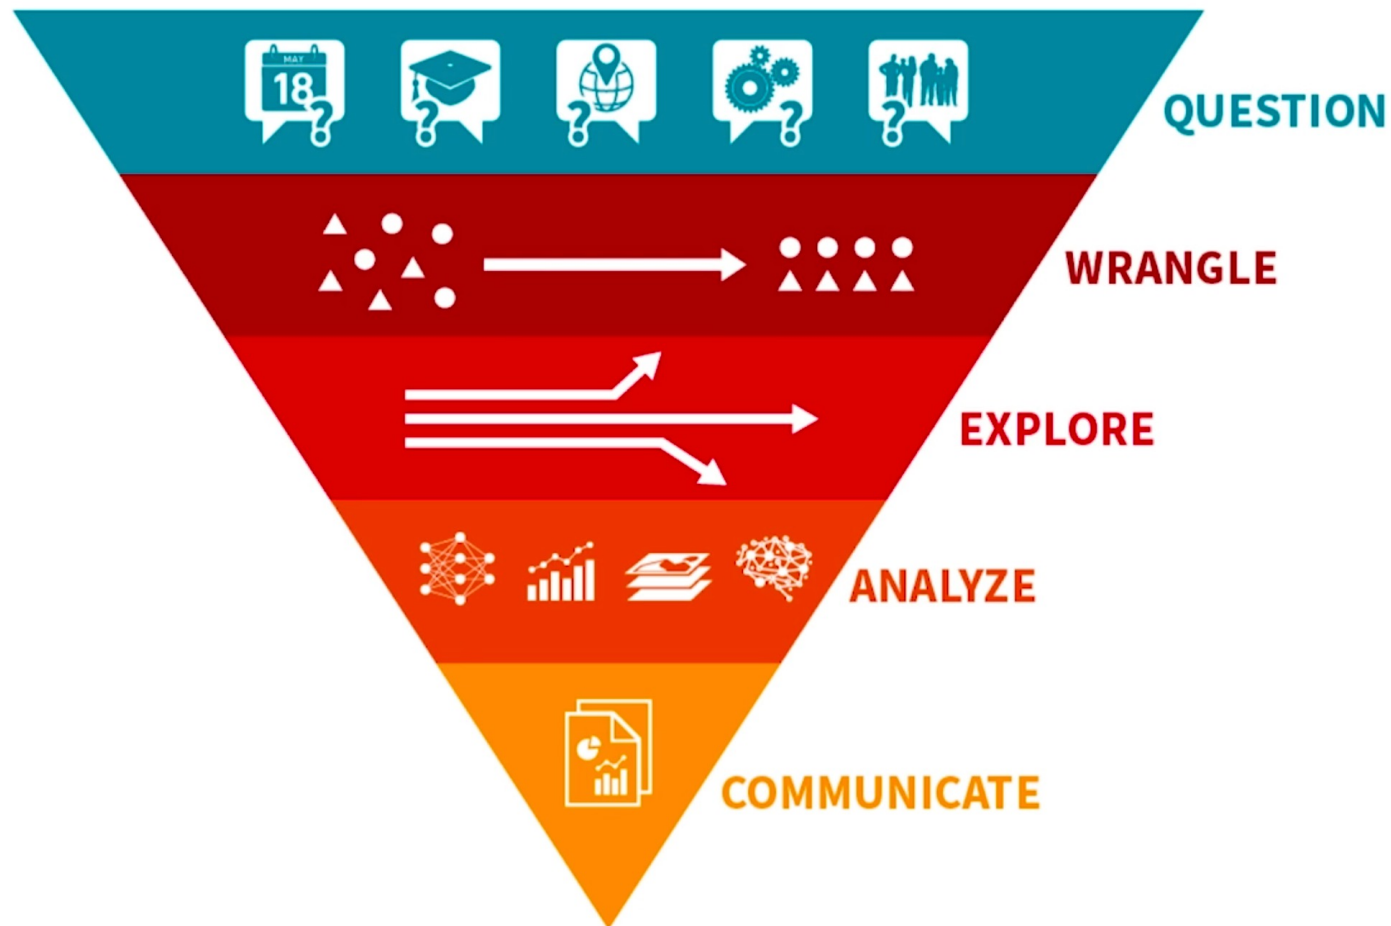 MAY
18
?
?
?
?
?
QUESTION
WRANGLE
EXPLORE
ANALYZE
COMMUNICATE